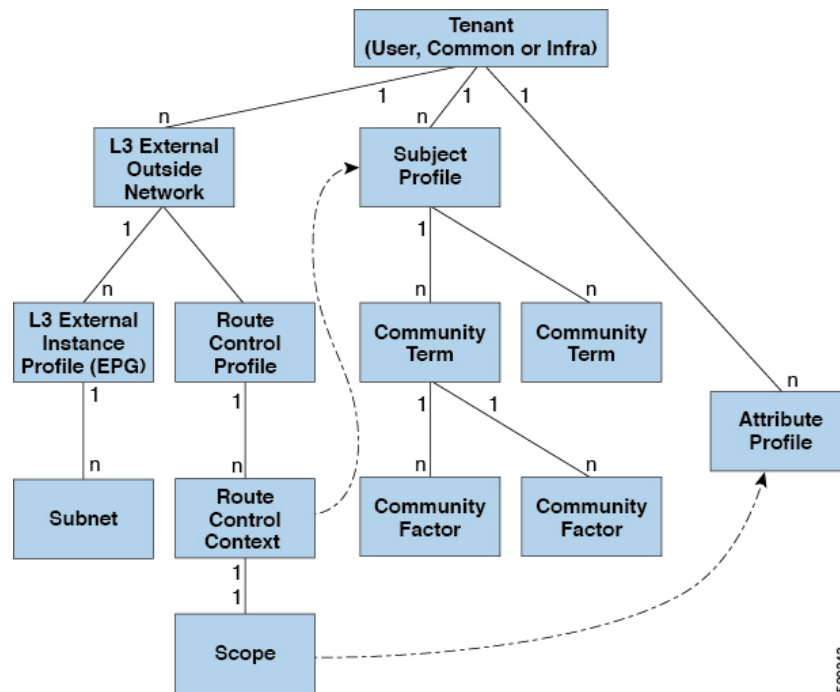 Tenant
(User, Common or Infra)
1
1
1
n
n
L3 External
Outside
Network
Subject
Profile
1
1
n
n
n
L3 External
Instance
Profile (EPG)
Route
Control
Profile
Community
Term
Community
Term
n
1
1
1
1
Attribute
Profile
n
n
n
n
Subnet
Route
Control
Context
Community
Factor
Community
Factor
1
1
Scope